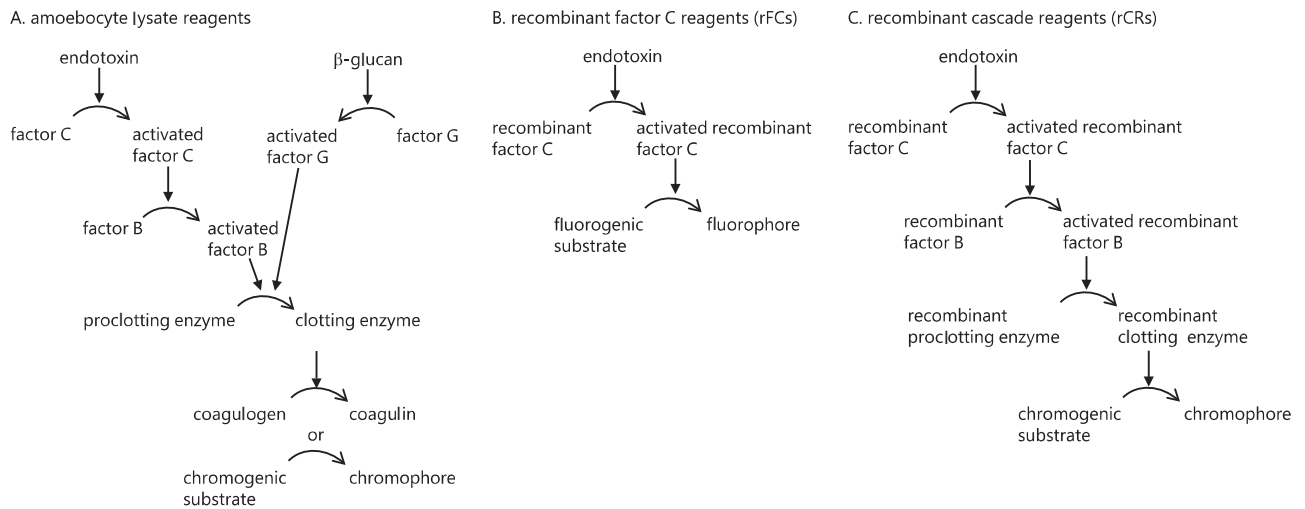 A. amoebocyte lysate reagents
endotoxin
β-glucan
factor C
activated
factor C
activated
factor G
factor G
factor B
activated
factor B
proclotting enzyme
clotting enzyme
coagulogen
coagulin
or
chromogenic
substrate
chromophore
B. recombinant factor C reagents (rFCs)
endotoxin
recombinant
factor C
activated recombinant
factor C
fluorogenic
substrate
fluorophore
C. recombinant cascade reagents (rCRs)
endotoxin
recombinant
factor C
activated recombinant
factor C
recombinant
factor B
activated recombinant
factor B
recombinant
proclotting enzyme
recombinant
clotting enzyme
chromogenic
substrate
chromophore